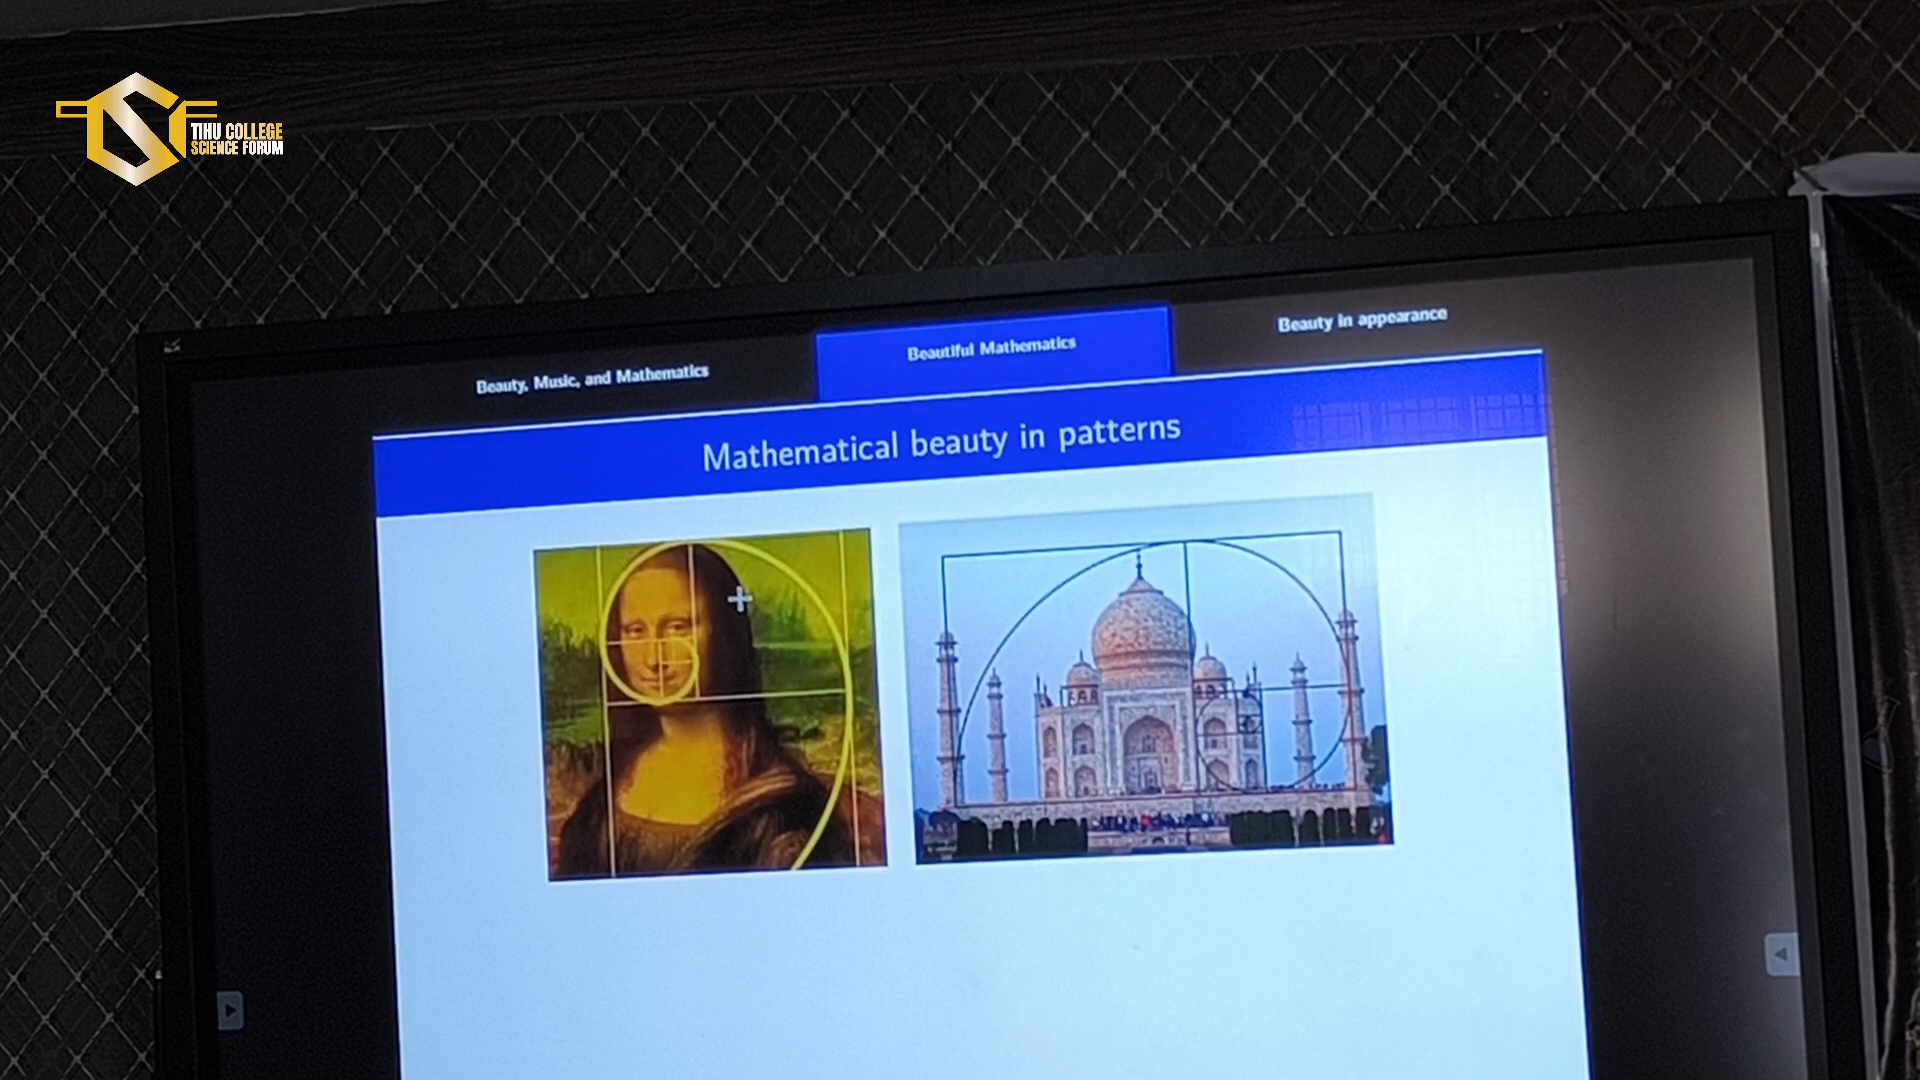 TIHU COLLEGE
SCIENCE FORUM
Beauty, Music, and Mathematics
Beautiful Mathematics
Beauty in appearance
Mathematical beauty in patterns